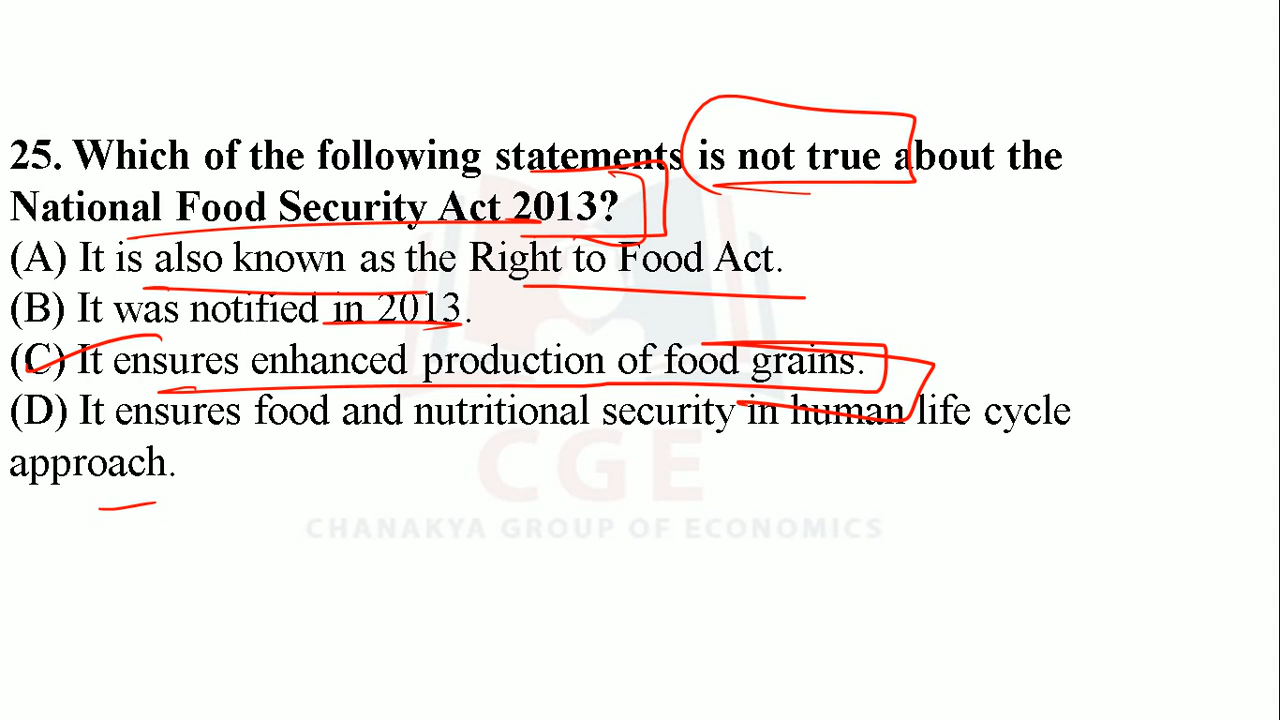 25. Which of the following statements is not true about the
National Food Security Act 2013?
(A) It is also known as the Right to Food Act.
(B) It was notified in 2013.
(C) It ensures enhanced production of food grains.
(D) It ensures food and nutritional security in human life cycle
approach.
CGE
CHANAKYA GROUP OF ECONOMICS